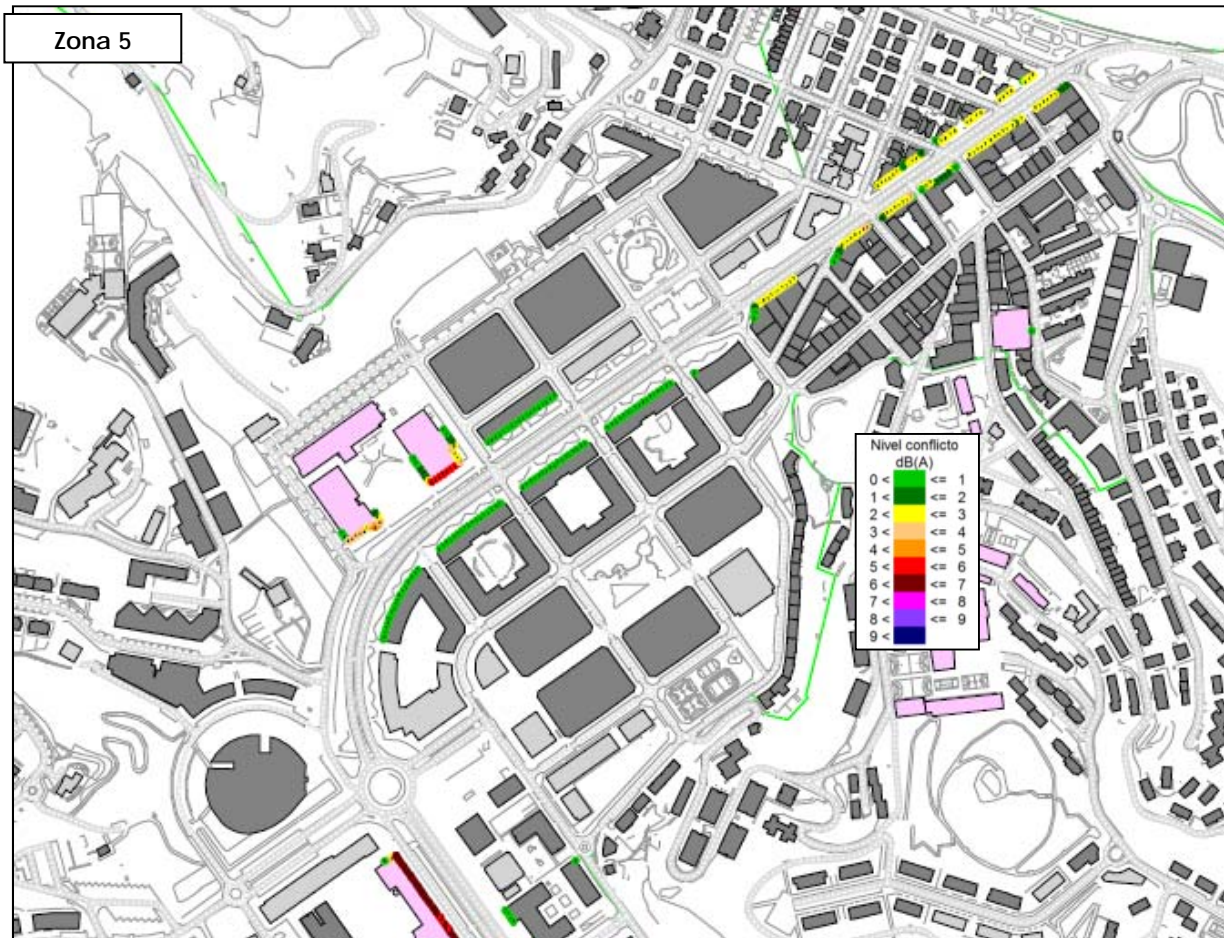 Zona 5
Nivel conflicto
dB(A)
0 < <= 1
1 < <= 2
2 < <= 3
3 < <= 4
4 < <= 5
5 < <= 6
6 < <= 7
7 < <= 8
8 < <= 9
9 <